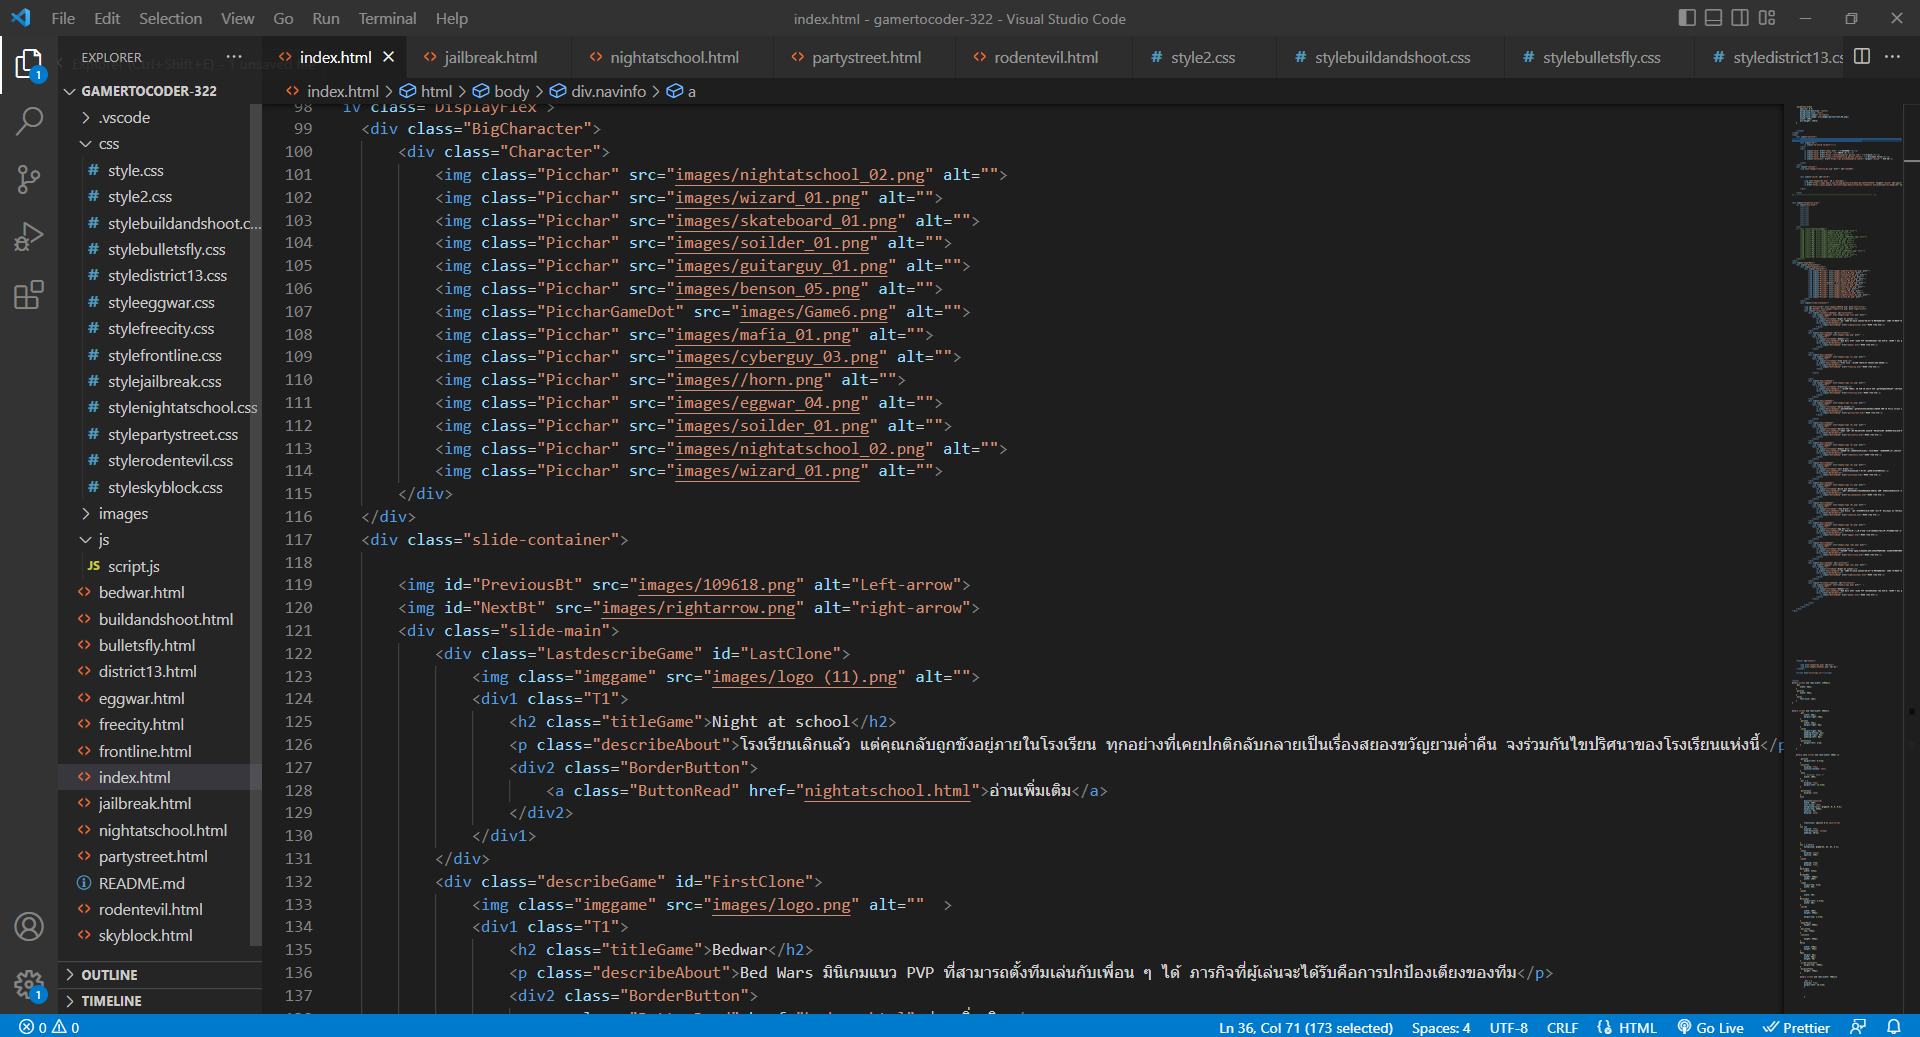 File Edit Selection View Go Run Terminal Help
index.html - gamertocoder-322 - Visual Studio Code
EXPLORER
index.html jailbreak.html nightatschool.html partystreet.html rodentevil.html style2.css stylebuildandshoot.css stylebulletsfly.css styledistrict13.cs
index.html > html > body > div.navinfo > a
GAMERTOCODER-322
.vscode
css
style.css
style2.css
stylebuildandshoot.c...
stylebulletsfly.css
styledistrict13.css
styleeggwar.css
stylefreecity.css
stylefrontline.css
stylejailbreak.css
stylenightatschool.css
stylepartystreet.css
stylerodentevil.css
styleskyblock.css
images
js
JS script.js
bedwar.html
buildandshoot.html
bulletsfly.html
district13.html
eggwar.html
freecity.html
frontline.html
index.html
jailbreak.html
nightatschool.html
partystreet.html
README.md
rodentevil.html
skyblock.html
OUTLINE
TIMELINE
98 iv class="DisplayFlex">
99 <div class="BigCharacter">
100 <div class="Character">
101 <img class="Picchar" src="images/nightatschool_02.png" alt="">
102 <img class="Picchar" src="images/wizard_01.png" alt="">
103 <img class="Picchar" src="images/skateboard_01.png" alt="">
104 <img class="Picchar" src="images/soilder_01.png" alt="">
105 <img class="Picchar" src="images/guitarguy_01.png" alt="">
106 <img class="Picchar" src="images/benson_05.png" alt="">
107 <img class="PiccharGameDot" src="images/Game6.png" alt="">
108 <img class="Picchar" src="images/mafia_01.png" alt="">
109 <img class="Picchar" src="images/cyberguy_03.png" alt="">
110 <img class="Picchar" src="images//horn.png" alt="">
111 <img class="Picchar" src="images/eggwar_04.png" alt="">
112 <img class="Picchar" src="images/soilder_01.png" alt="">
113 <img class="Picchar" src="images/nightatschool_02.png" alt="">
114 <img class="Picchar" src="images/wizard_01.png" alt="">
115 </div>
116 </div>
117 <div class="slide-container">
118
119 <img id="PreviousBt" src="images/109618.png" alt="Left-arrow">
120 <img id="NextBt" src="images/rightarrow.png" alt="right-arrow">
121 <div class="slide-main">
122 <div class="LastdescribeGame" id="LastClone">
123 <img class="imggame" src="images/logo (11).png" alt="">
124 <div1 class="T1">
125 <h2 class="titleGame">Night at school</h2>
126 <p class="describeAbout">โรงเรียนเลิกแล้ว แต่คุณกลับถูกขังอยู่ภายในโรงเรียน ทุกอย่างที่เคยปกติกลับกลายเป็นเรื่องสยองขวัญยามค่ำคืน จงร่วมกันไขปริศนาของโรงเรียนแห่งนี้</p
127 <div2 class="BorderButton">
128 <a class="ButtonRead" href="nightatschool.html">อ่านเพิ่มเติม</a>
129 </div2>
130 </div1>
131 </div>
132 <div class="describeGame" id="FirstClone">
133 <img class="imggame" src="images/logo.png" alt="" >
134 <div1 class="T1">
135 <h2 class="titleGame">Bedwar</h2>
136 <p class="describeAbout">Bed Wars มินิเกมแนว PVP ที่สามารถตั้งทีมเล่นกับเพื่อน ๆ ได้ ภารกิจที่ผู้เล่นจะได้รับคือการปกป้องเตียงของทีม</p>
137 <div2 class="BorderButton">
0 0 Ln 36, Col 71 (173 selected) Spaces: 4 UTF-8 CRLF HTML Go Live Prettier